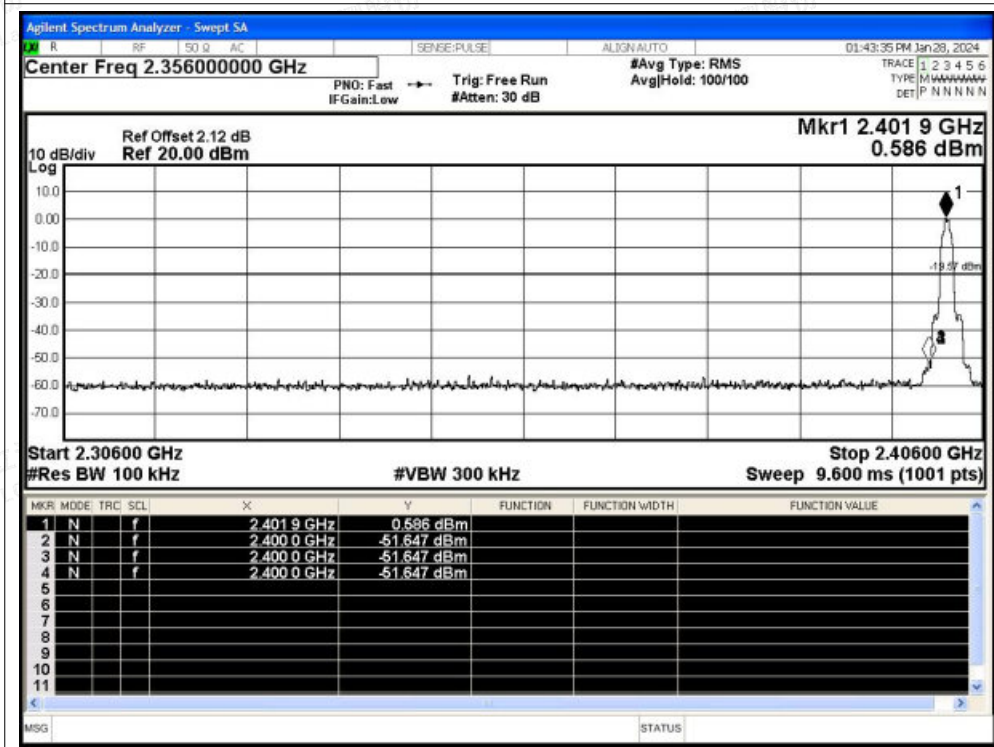 Agilent Spectrum Analyzer - Swept SA
LXI R RF 50 Ω AC SENSE:PULSE ALIGN AUTO 01:43:35 PM Jan 28, 2024
Center Freq 2.356000000 GHz
PNO: Fast
IFGain:Low
Trig: Free Run
#Atten: 30 dB
#Avg Type: RMS
Avg|Hold: 100/100
TRACE 1 2 3 4 5 6
TYPE M
DET P N N N N N
Mkr1 2.401 9 GHz
0.586 dBm
Ref Offset 2.12 dB
10 dB/div Ref 20.00 dBm
Log
10.0
0.00
-10.0
-20.0
-30.0
-40.0
-50.0
-60.0
-70.0
1
-19.57 dBm
Start 2.30600 GHz Stop 2.40600 GHz
#Res BW 100 kHz #VBW 300 kHz Sweep 9.600 ms (1001 pts)
MKR MODE TRC SCL X Y FUNCTION FUNCTION WIDTH FUNCTION VALUE
1 N f 2.401 9 GHz 0.586 dBm
2 N f 2.400 0 GHz -51.647 dBm
3 N f 2.400 0 GHz -51.647 dBm
4 N f 2.400 0 GHz -51.647 dBm
5
6
7
8
9
10
11
MSG STATUS